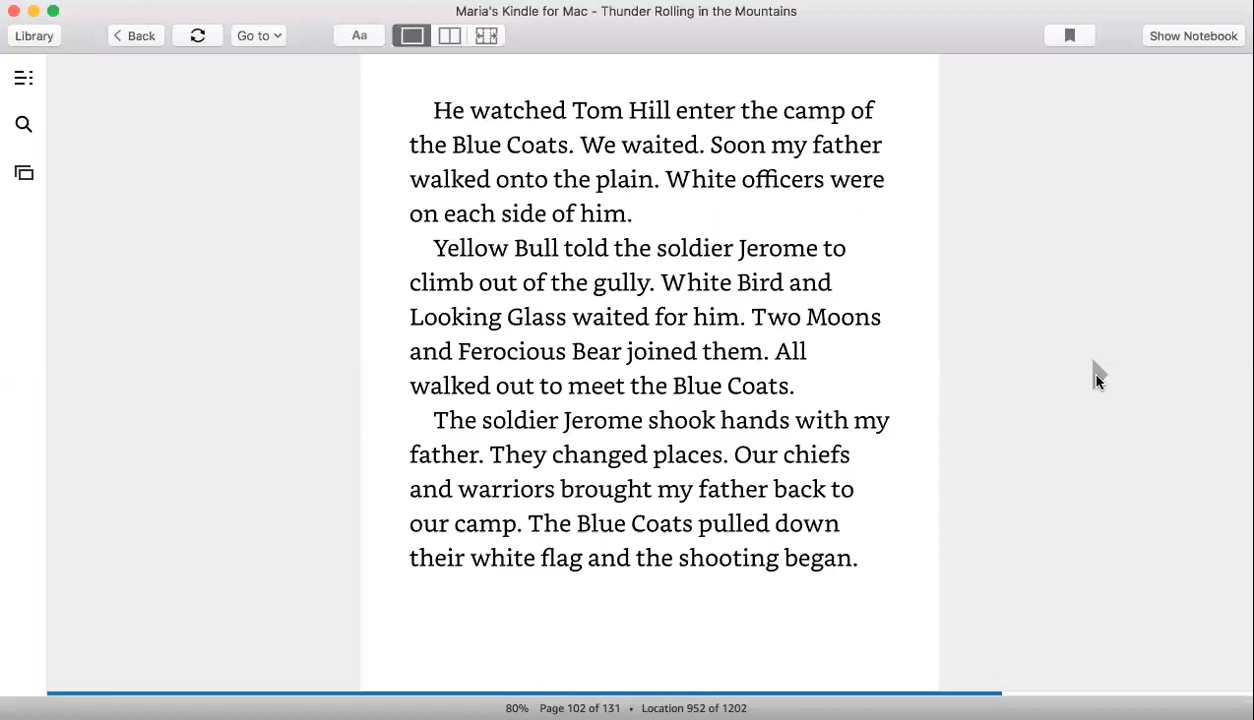 Maria's Kindle for Mac - Thunder Rolling in the Mountains
Library
Back
Go to
Aa
Show Notebook
He watched Tom Hill enter the camp of
the Blue Coats. We waited. Soon my father
walked onto the plain. White officers were
on each side of him.
Yellow Bull told the soldier Jerome to
climb out of the gully. White Bird and
Looking Glass waited for him. Two Moons
and Ferocious Bear joined them. All
walked out to meet the Blue Coats.
The soldier Jerome shook hands with my
father. They changed places. Our chiefs
and warriors brought my father back to
our camp. The Blue Coats pulled down
their white flag and the shooting began.
80% Page 102 of 131 • Location 952 of 1202